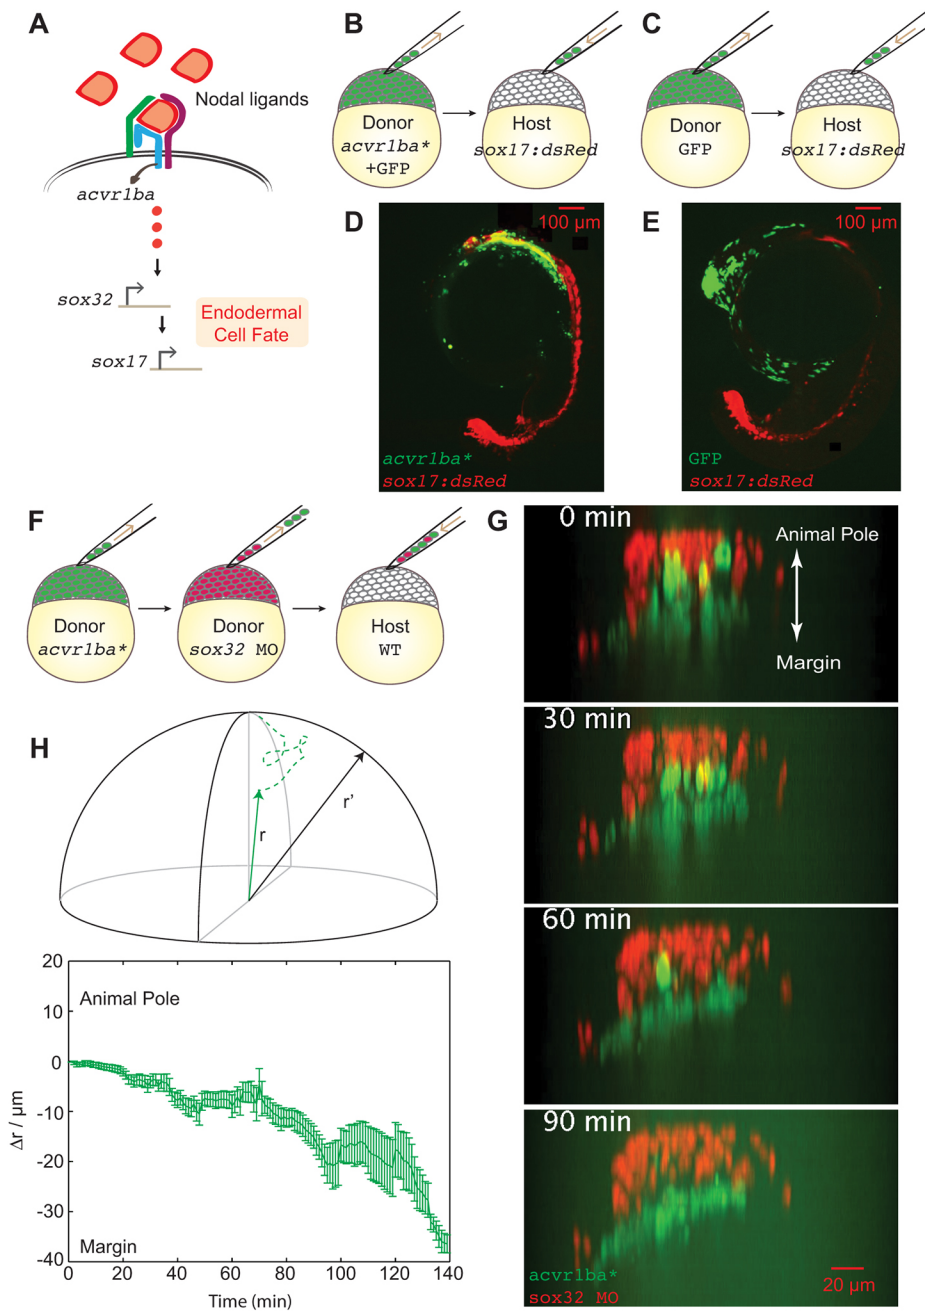 A
Nodal ligands
acvr1ba
sox32
Endodermal
Cell Fate
sox17
B
Donor
acvr1ba*
+GFP
Host
sox17:dsRed
C
Donor
GFP
Host
sox17:dsRed
D
100 µm
acvr1ba*
sox17:dsRed
E
100 µm
GFP
sox17:dsRed
F
Donor
acvr1ba*
Donor
sox32 MO
Host
WT
G
0 min
Animal Pole
Margin
30 min
60 min
90 min
acvr1ba*
sox32 MO
20 µm
H
r
r'
20
10
0
-10
-20
-30
-40
Δr / µm
Animal Pole
Margin
0
20
40
60
80
100
120
140
Time (min)